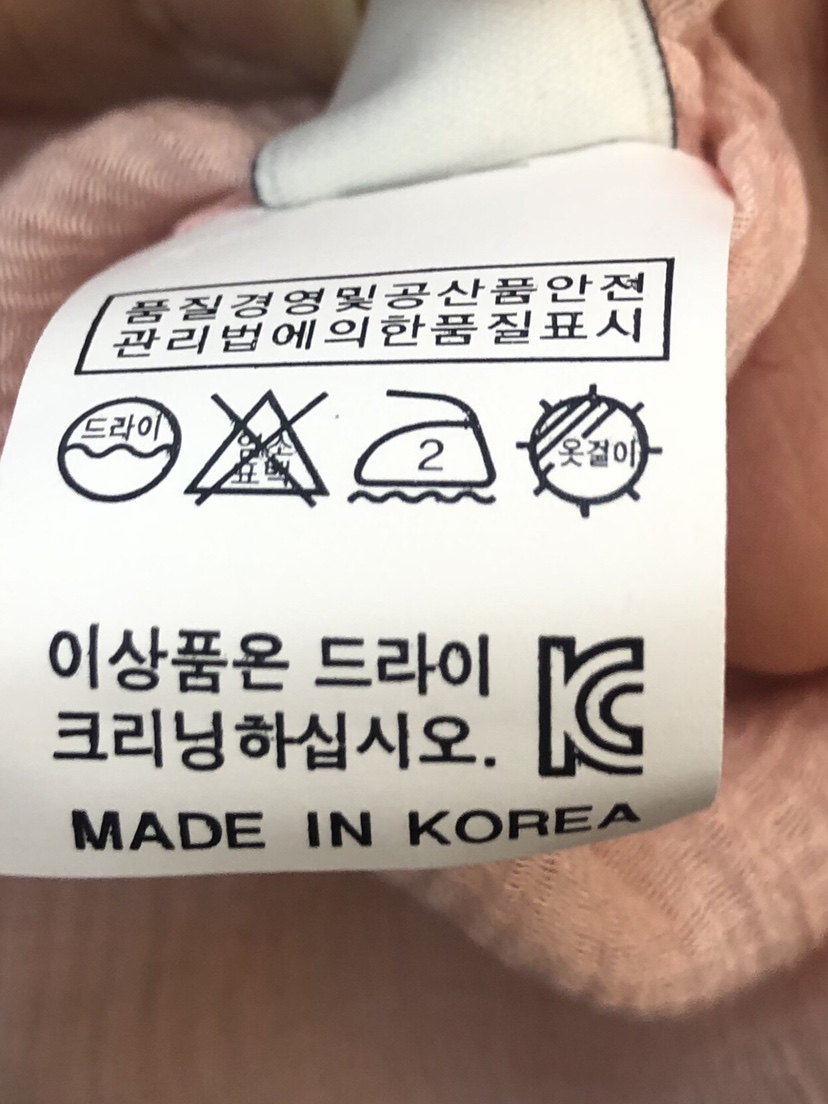 품질경영및공산품안전
관리법에의한품질표시
드라이
염소
표백
2
옷걸이
이상품은 드라이
크리닝하십시오.
MADE IN KOREA